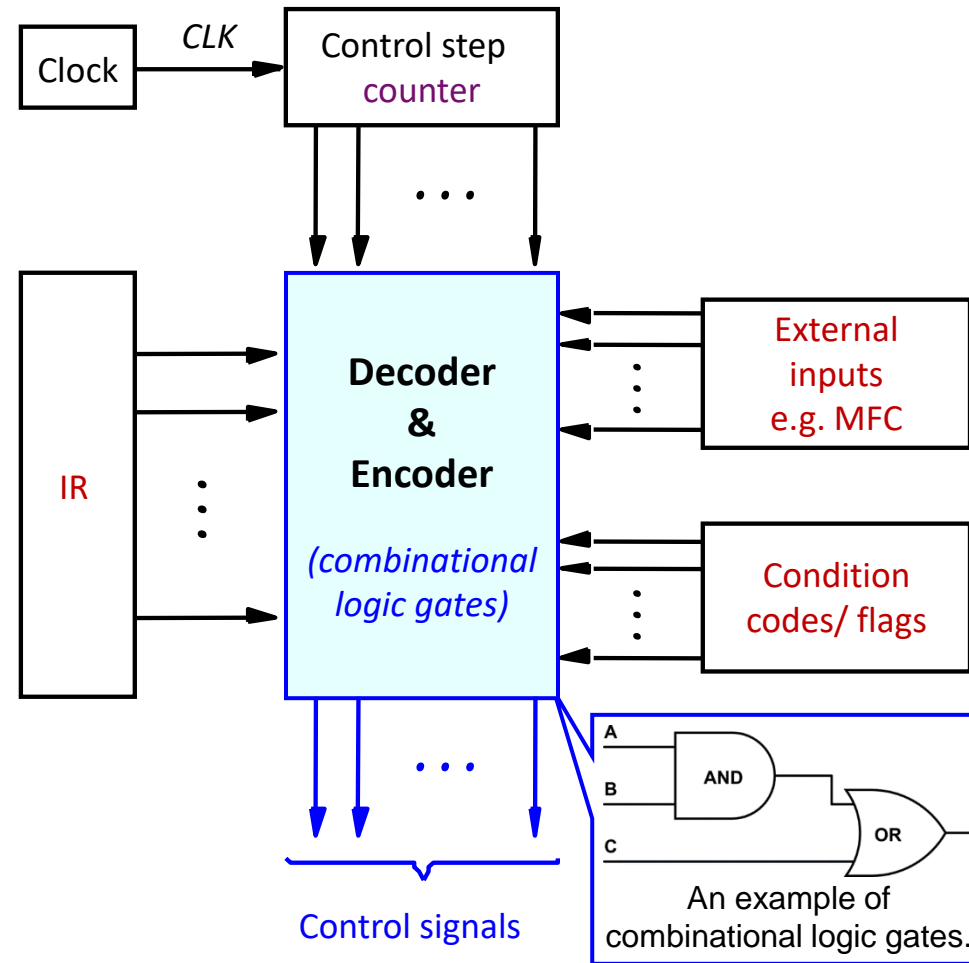 Clock
CLK
Control step
counter
. . .
IR
Decoder
&
Encoder
(combinational
logic gates)
External
inputs
e.g. MFC
Condition
codes/ flags
. . .
Control signals
A
B
C
AND
OR
An example of
combinational logic gates.